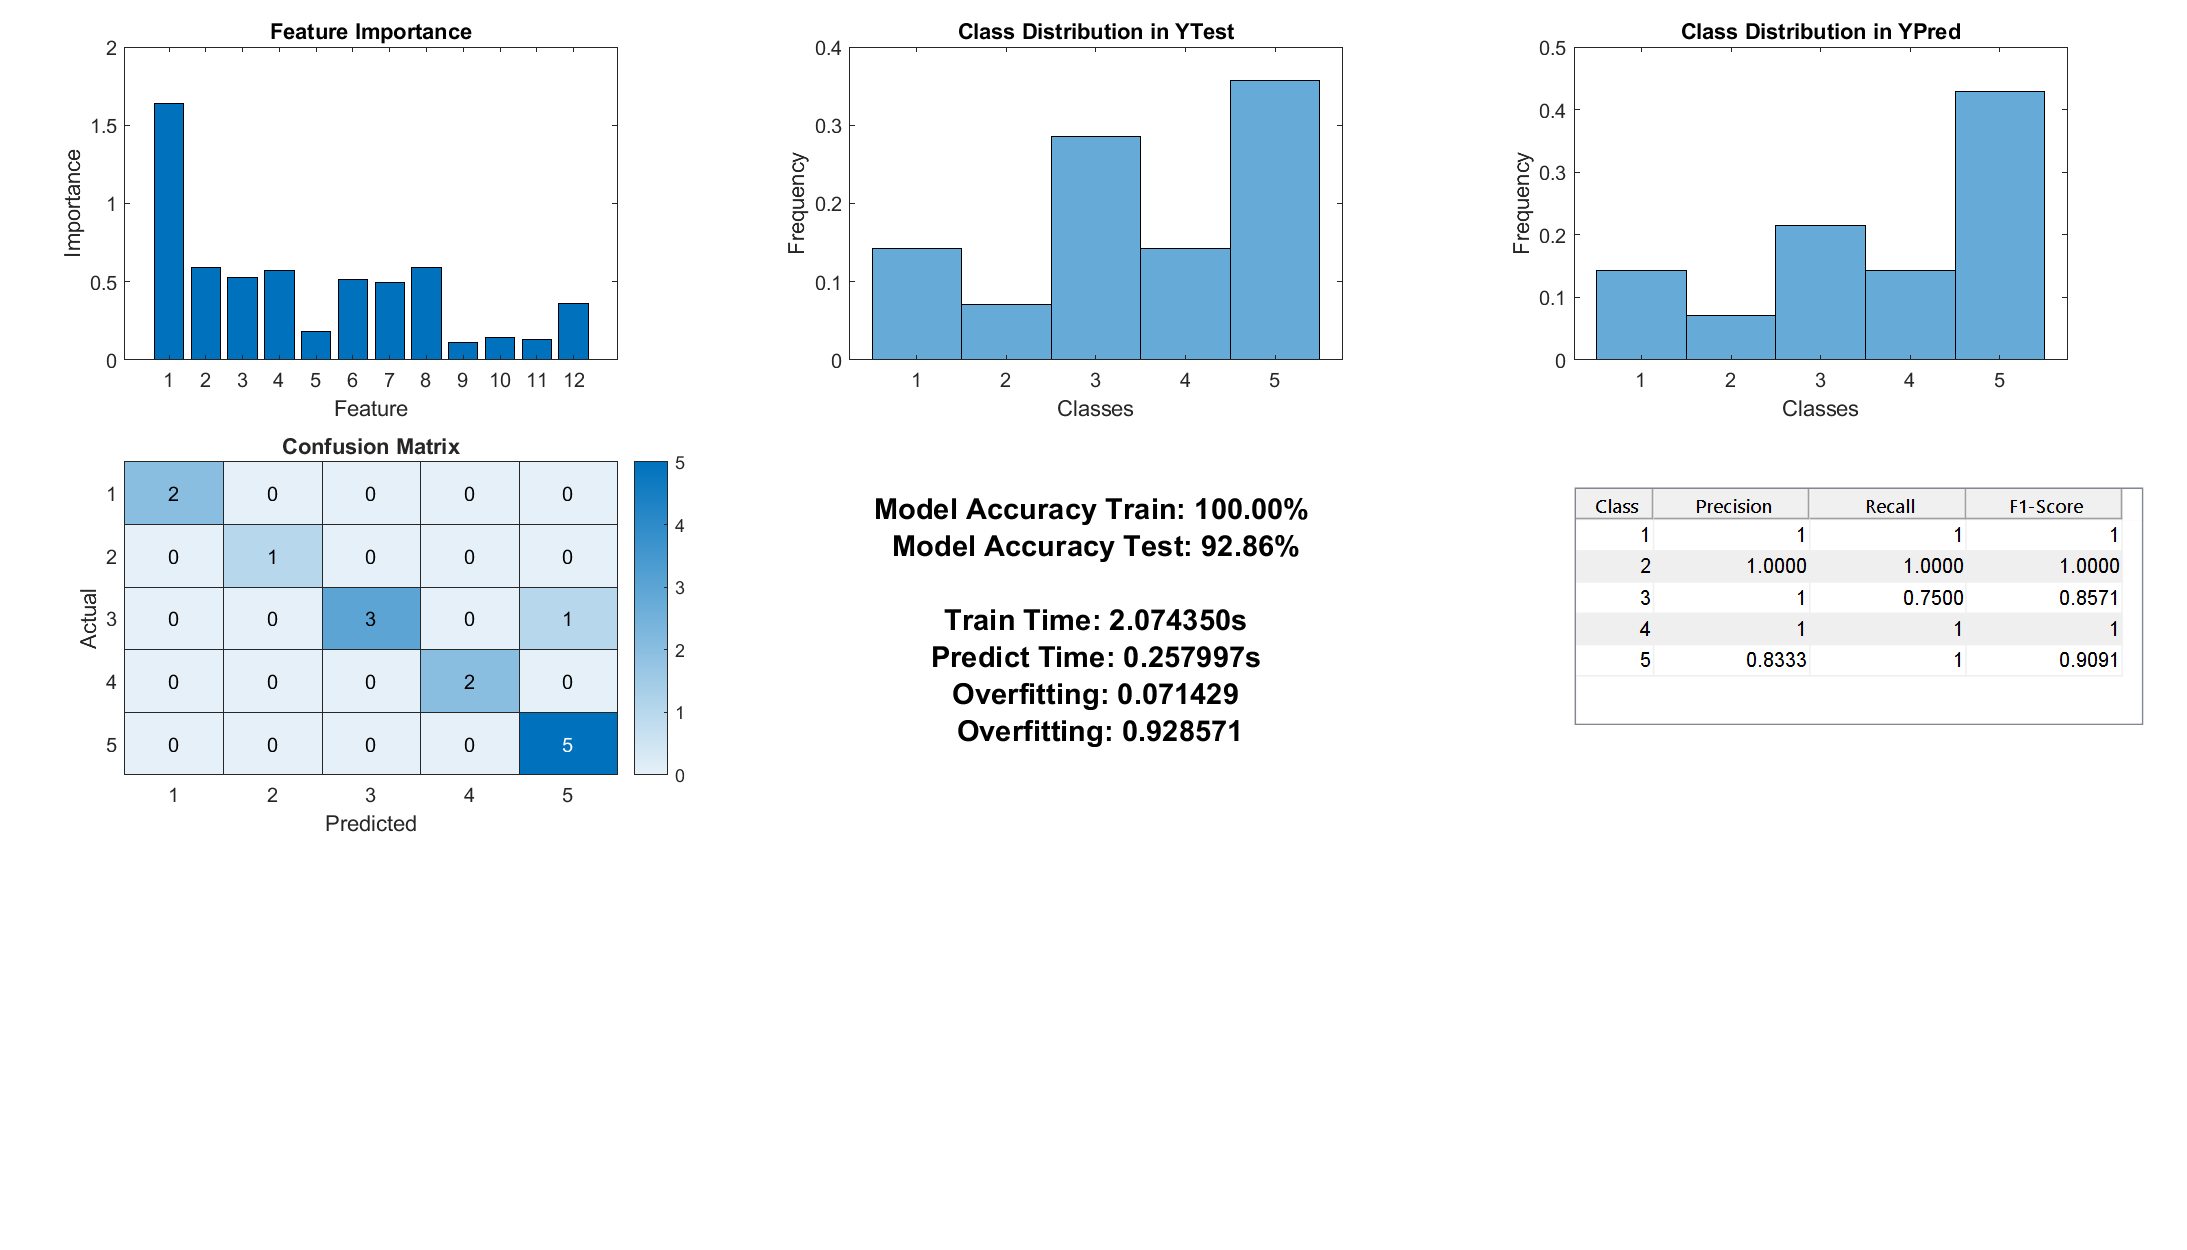 Feature Importance
2
1.5
1
0.5
0
Importance
1 2 3 4 5 6 7 8 9 10 11 12
Feature
Class Distribution in YTest
0.4
0.3
0.2
0.1
0
Frequency
1 2 3 4 5
Classes
Class Distribution in YPred
0.5
0.4
0.3
0.2
0.1
0
Frequency
1 2 3 4 5
Classes
Confusion Matrix
Actual
1 2 0 0 0 0
2 0 1 0 0 0
3 0 0 3 0 1
4 0 0 0 2 0
5 0 0 0 0 5
1 2 3 4 5
Predicted
5
4
3
2
1
0
Model Accuracy Train: 100.00%
Model Accuracy Test: 92.86%
Train Time: 2.074350s
Predict Time: 0.257997s
Overfitting: 0.071429
Overfitting: 0.928571
Class Precision Recall F1-Score
1 1 1 1
2 1.0000 1.0000 1.0000
3 1 0.7500 0.8571
4 1 1 1
5 0.8333 1 0.9091